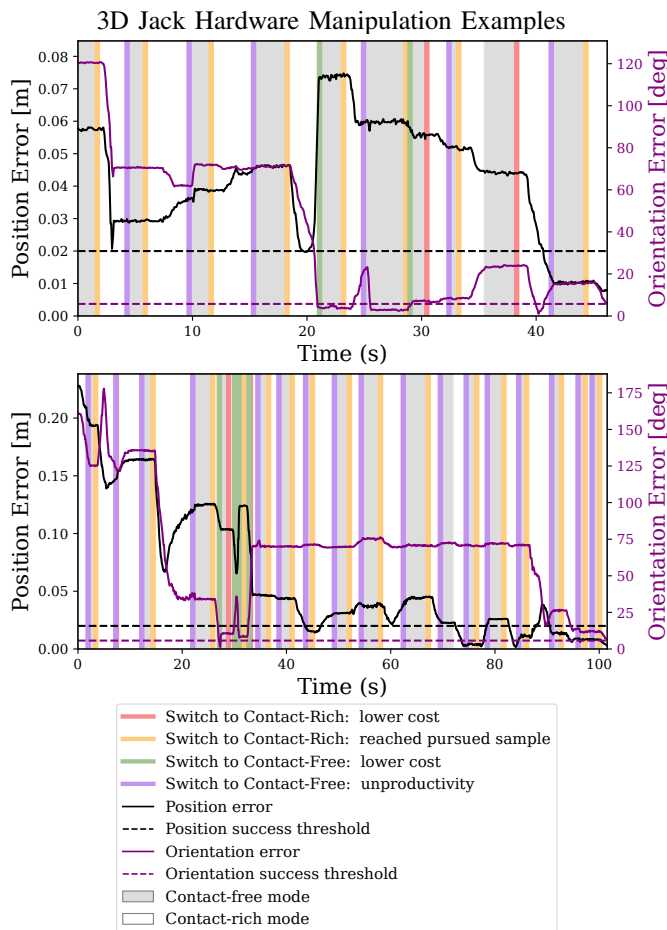 3D Jack Hardware Manipulation Examples
0.08
0.07
0.06
0.05
0.04
0.03
0.02
0.01
0.00
Position Error [m]
120
100
80
60
40
20
0
Orientation Error [deg]
0 10 20 30 40
Time (s)
0.20
0.15
0.10
0.05
0.00
Position Error [m]
175
150
125
100
75
50
25
0
Orientation Error [deg]
0 20 40 60 80 100
Time (s)
Switch to Contact-Rich: lower cost
Switch to Contact-Rich: reached pursued sample
Switch to Contact-Free: lower cost
Switch to Contact-Free: unproductivity
Position error
Position success threshold
Orientation error
Orientation success threshold
Contact-free mode
Contact-rich mode